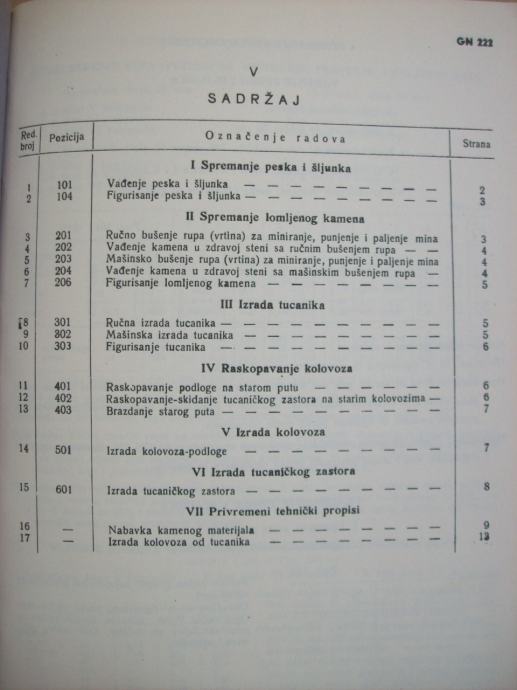 GN 222
V
SADRŽAJ
Red. broj Pozicija Označenje radova Strana
I Spremanje peska i šljunka
1 101 Vađenje peska i šljunka — — — — — — — — 2
2 104 Figurisanje peska i šljunka — — — — — — — 3
II Spremanje lomljenog kamena
3 201 Ručno bušenje rupa (vrtina) za miniranje, punjenje i paljenje mina 3
4 202 Vađenje kamena u zdravoj steni sa ručnim bušenjem rupa — — 4
5 203 Mašinsko bušenje rupa (vrtina) za miniranje, punjenje i paljenje mina 4
6 204 Vađenje kamena u zdravoj steni sa mašinskim bušenjem rupa — 4
7 206 Figurisanje lomljenog kamena — — — — — — — 5
III Izrada tucanika
8 301 Ručna izrada tucanika — — — — — — — — 5
9 302 Mašinska izrada tucanika — — — — — — — — 5
10 303 Figurisanje tucanika — — — — — — — — 6
IV Raskopavanje kolovoza
11 401 Raskopavanje podloge na starom putu — — — — — 6
12 402 Raskopavanje-skidanje tucaničkog zastora na starim kolovozima — 6
13 403 Brazdanje starog puta — — — — — — — — 7
V Izrada kolovoza
14 501 Izrada kolovoza-podloge — — — — — — — 7
VI Izrada tucaničkog zastora
15 601 Izrada tucaničkog zastora — — — — — — — 8
VII Privremeni tehnički propisi
16 — Nabavka kamenog materijala — — — — — — — 9
17 — Izrada kolovoza od tucanika — — — — — — —